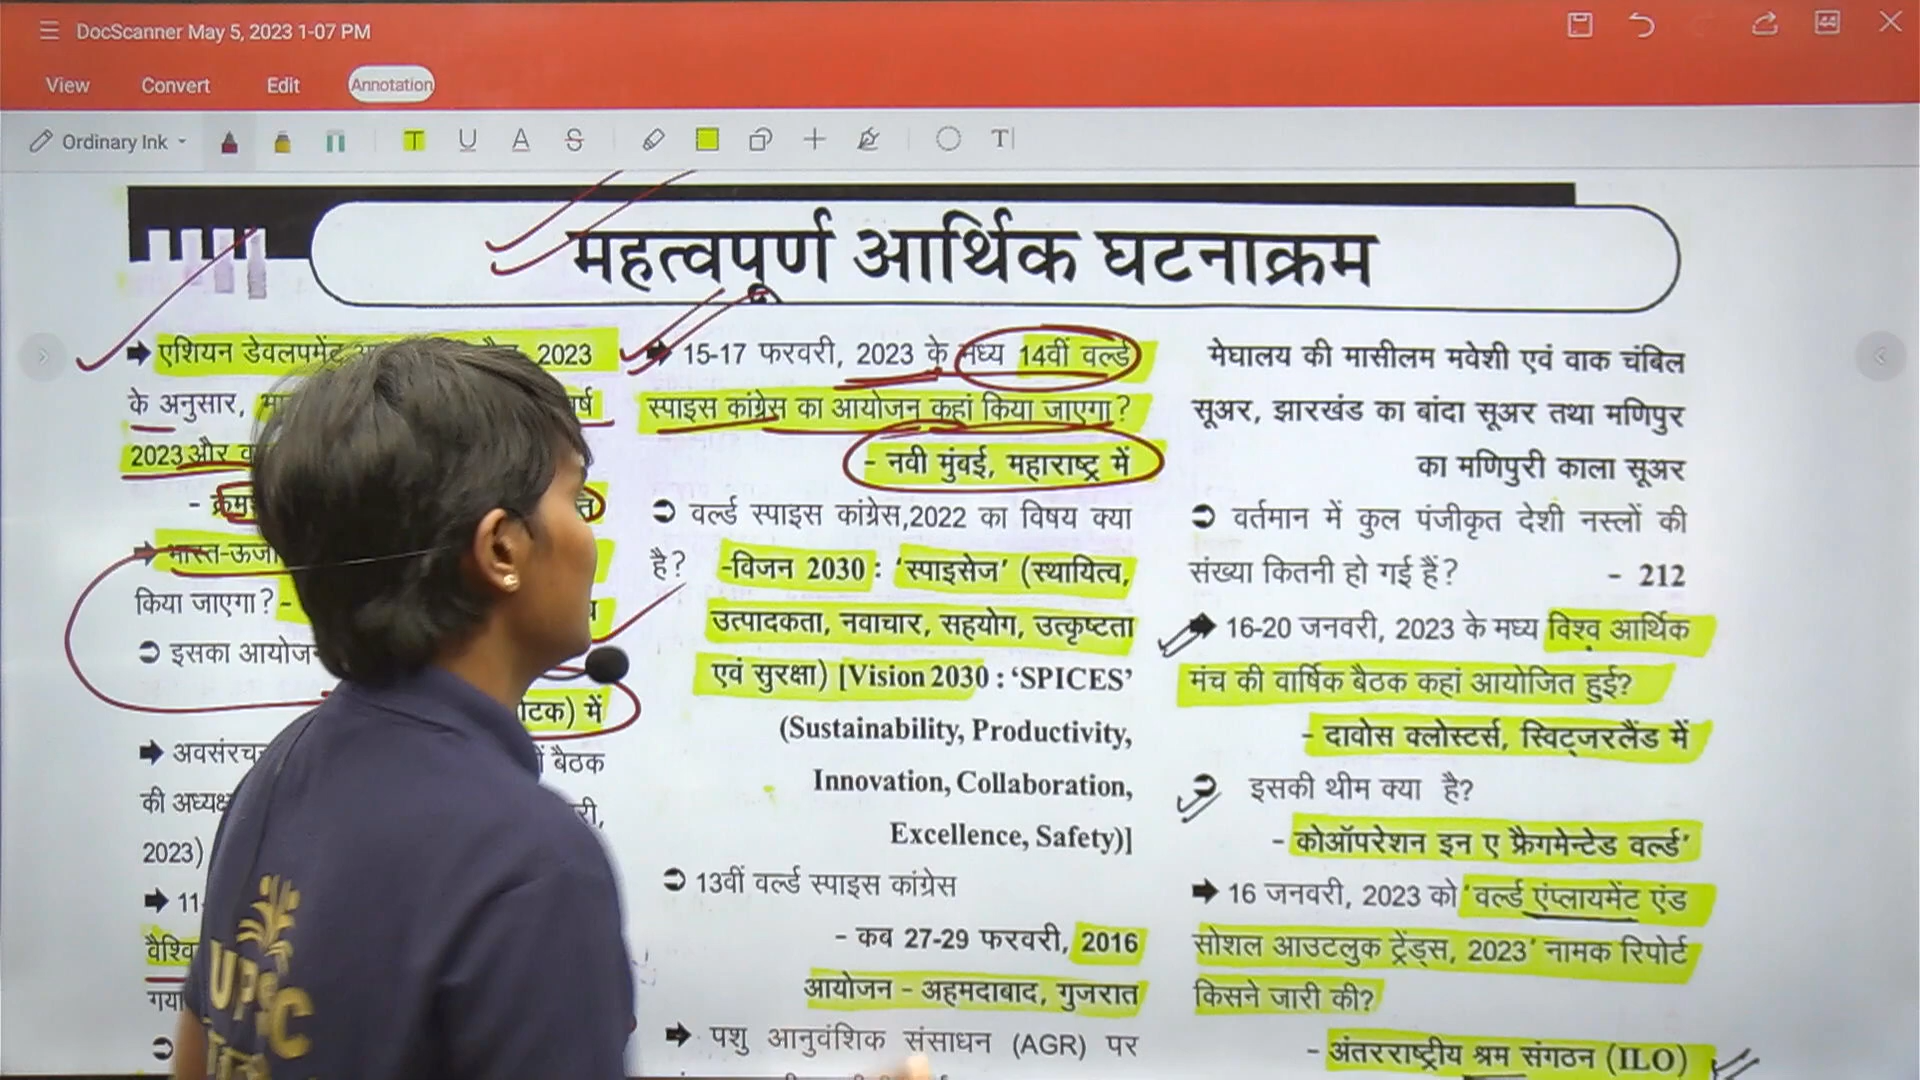 DocScanner May 5, 2023 1-07 PM
View Convert Edit Annotation
Ordinary Ink
महत्वपूर्ण आर्थिक घटनाक्रम
एशियन डेवलपमेंट 2023
के अनुसार,
2023 और
भारत-ऊर्जा
किया जाएगा? -
इसका आयोजन
में
बैठक
की अध्यक्ष
2023)
11-
गया
15-17 फरवरी, 2023 के मध्य 14वीं वर्ल्ड
स्पाइस कांग्रेस का आयोजन कहां किया जाएगा?
- नवी मुंबई, महाराष्ट्र में
वर्ल्ड स्पाइस कांग्रेस,2022 का विषय क्या
है? -विजन 2030 : 'स्पाइसेज' (स्थायित्व,
उत्पादकता, नवाचार, सहयोग, उत्कृष्टता
एवं सुरक्षा) [Vision 2030 : 'SPICES'
(Sustainability, Productivity,
Innovation, Collaboration,
Excellence, Safety)]
13वीं वर्ल्ड स्पाइस कांग्रेस
- कब 27-29 फरवरी, 2016
आयोजन - अहमदाबाद, गुजरात
पशु आनुवंशिक संसाधन (AGR) पर
मेघालय की मासीलम मवेशी एवं वाक चंबिल
सूअर, झारखंड का बांदा सूअर तथा मणिपुर
का मणिपुरी काला सूअर
वर्तमान में कुल पंजीकृत देशी नस्लों की
संख्या कितनी हो गई हैं? - 212
16-20 जनवरी, 2023 के मध्य विश्व आर्थिक
मंच की वार्षिक बैठक कहां आयोजित हुई?
- दावोस क्लोस्टर्स, स्विट्जरलैंड में
इसकी थीम क्या है?
- कोऑपरेशन इन ए फ्रैगमेन्टेड वर्ल्ड'
16 जनवरी, 2023 को 'वर्ल्ड एंप्लायमेंट एंड
सोशल आउटलुक ट्रेंड्स, 2023' नामक रिपोर्ट
किसने जारी की?
- अंतरराष्ट्रीय श्रम संगठन (ILO)